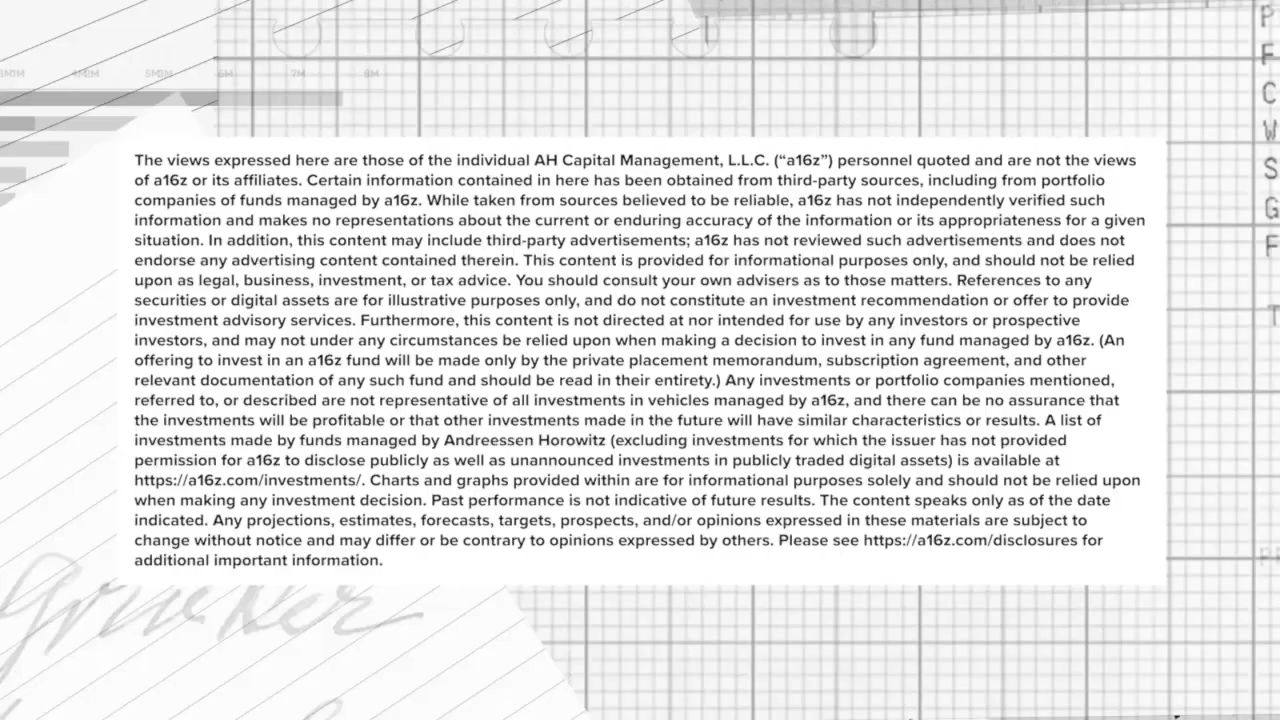 3M1M 4M2M 5M3M 6M 7M 8M
P
F
C
W
S
G
F
T
The views expressed here are those of the individual AH Capital Management, L.L.C. (“a16z”) personnel quoted and are not the views
of a16z or its affiliates. Certain information contained in here has been obtained from third-party sources, including from portfolio
companies of funds managed by a16z. While taken from sources believed to be reliable, a16z has not independently verified such
information and makes no representations about the current or enduring accuracy of the information or its appropriateness for a given
situation. In addition, this content may include third-party advertisements; a16z has not reviewed such advertisements and does not
endorse any advertising content contained therein. This content is provided for informational purposes only, and should not be relied
upon as legal, business, investment, or tax advice. You should consult your own advisers as to those matters. References to any
securities or digital assets are for illustrative purposes only, and do not constitute an investment recommendation or offer to provide
investment advisory services. Furthermore, this content is not directed at nor intended for use by any investors or prospective
investors, and may not under any circumstances be relied upon when making a decision to invest in any fund managed by a16z. (An
offering to invest in an a16z fund will be made only by the private placement memorandum, subscription agreement, and other
relevant documentation of any such fund and should be read in their entirety.) Any investments or portfolio companies mentioned,
referred to, or described are not representative of all investments in vehicles managed by a16z, and there can be no assurance that
the investments will be profitable or that other investments made in the future will have similar characteristics or results. A list of
investments made by funds managed by Andreessen Horowitz (excluding investments for which the issuer has not provided
permission for a16z to disclose publicly as well as unannounced investments in publicly traded digital assets) is available at
https://a16z.com/investments/. Charts and graphs provided within are for informational purposes solely and should not be relied upon
when making any investment decision. Past performance is not indicative of future results. The content speaks only as of the date
indicated. Any projections, estimates, forecasts, targets, prospects, and/or opinions expressed in these materials are subject to
change without notice and may differ or be contrary to opinions expressed by others. Please see https://a16z.com/disclosures for
additional important information.